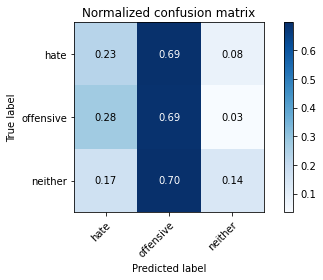 Normalized confusion matrix
True label
hate 0.23 0.69 0.08
offensive 0.28 0.69 0.03
neither 0.17 0.70 0.14
hate offensive neither
Predicted label
0.6
0.5
0.4
0.3
0.2
0.1